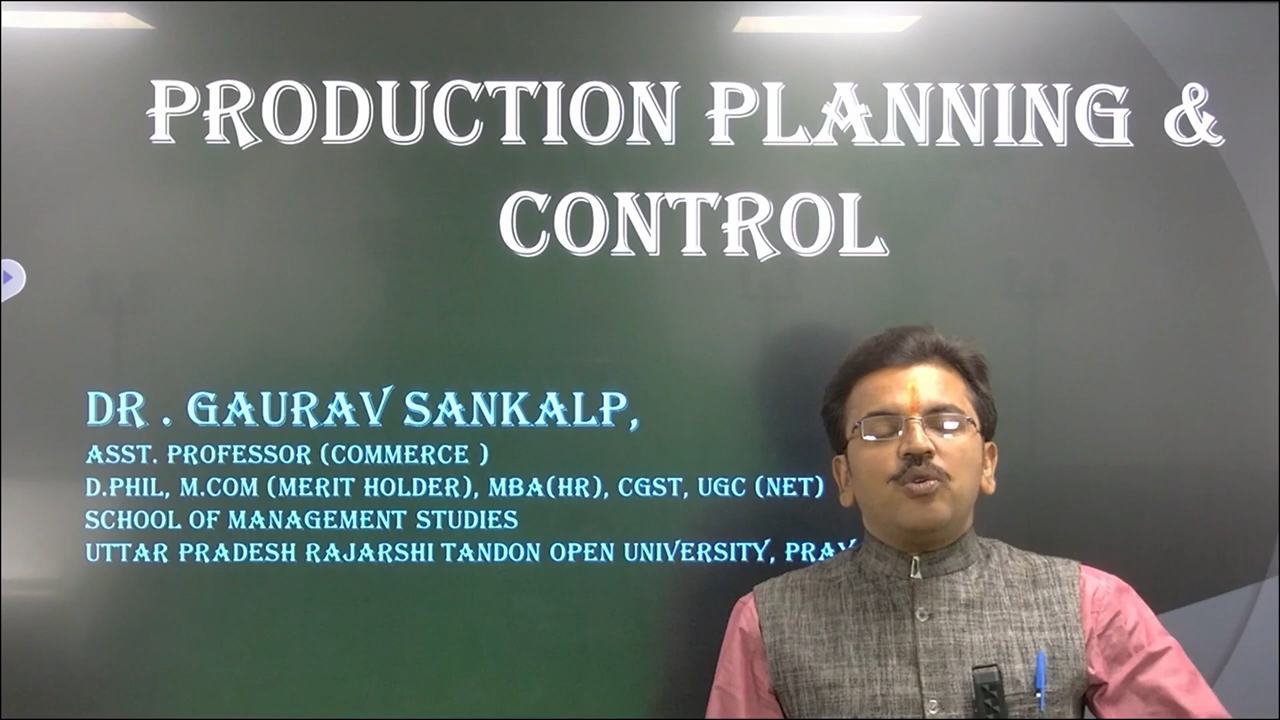 PRODUCTION PLANNING &
CONTROL
DR . GAURAV SANKALP,
ASST. PROFESSOR (COMMERCE )
D.PHIL, M.COM (MERIT HOLDER), MBA(HR), CGST, UGC (NET)
SCHOOL OF MANAGEMENT STUDIES
UTTAR PRADESH RAJARSHI TANDON OPEN UNIVERSITY,